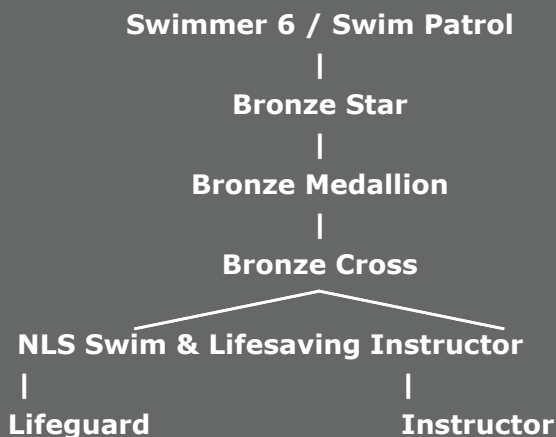 Swimmer 6 / Swim Patrol
|
Bronze Star
|
Bronze Medallion
|
Bronze Cross
NLS Swim & Lifesaving Instructor
| |
Lifeguard Instructor